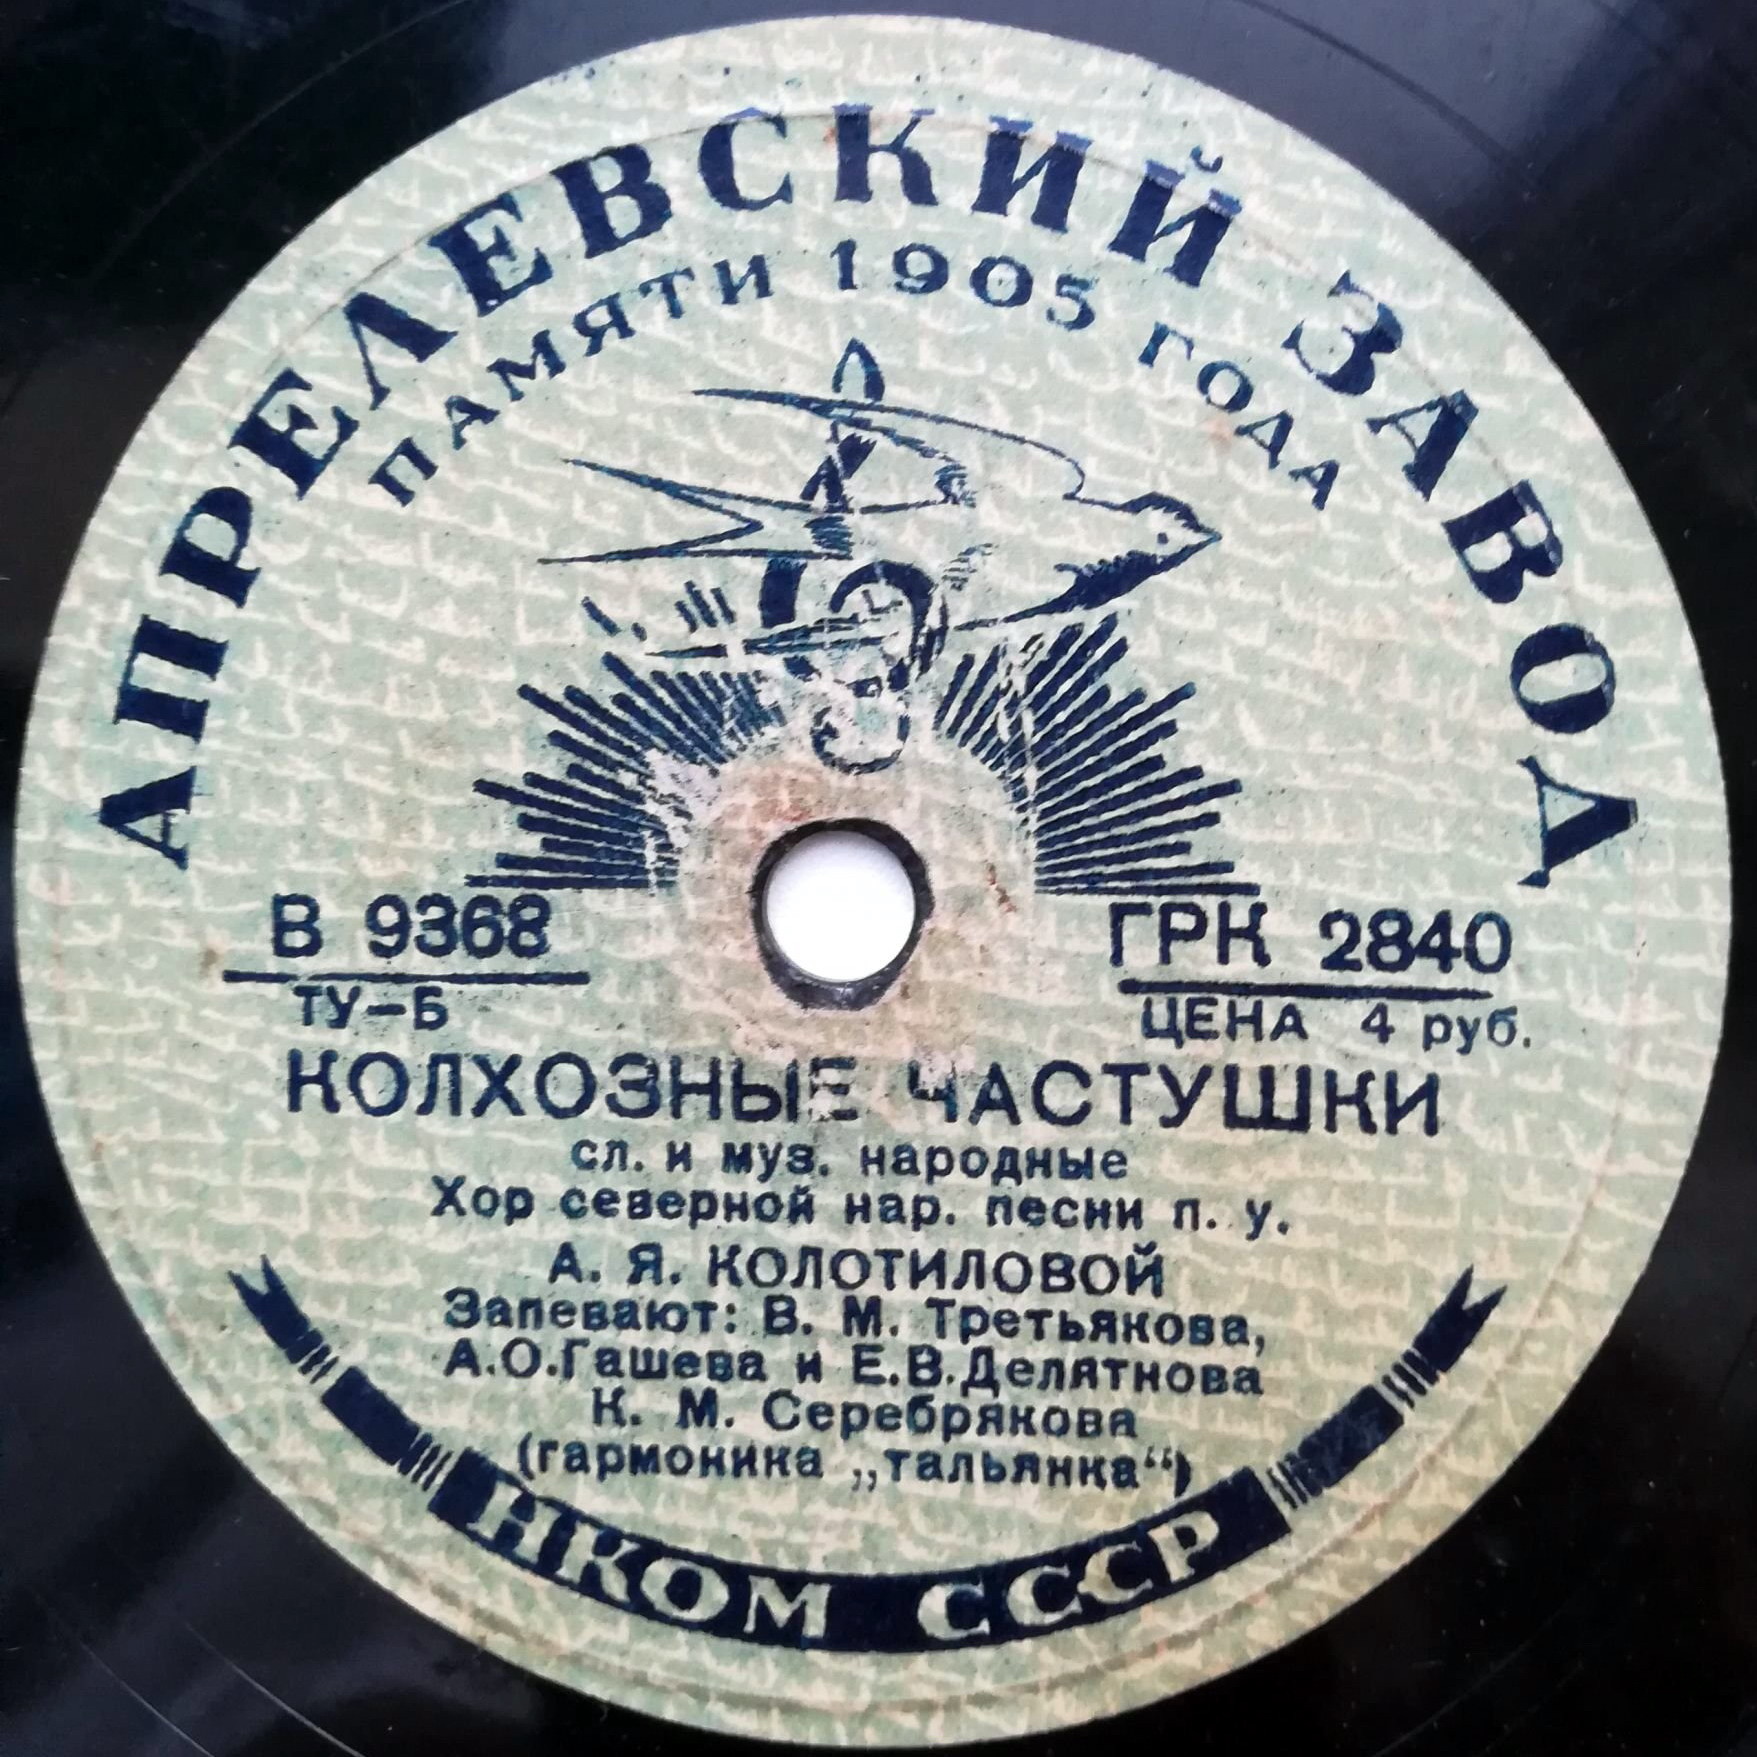 АПРЕЛЕВСКИЙ ЗАВОД
ПАМЯТИ 1905 ГОДА
В 9368
ГРК 2840
ТУ–Б
ЦЕНА 4 руб.
КОЛХОЗНЫЕ ЧАСТУШКИ
сл. и муз. народные
Хор северной нар. песни п. у.
А. Я. КОЛОТИЛОВОЙ
Запевают: В. М. Третьякова,
А.О.Гашева и Е.В.Делятнова
К. М. Серебрякова
(гармоника „тальянка“)
НКОМ СССР